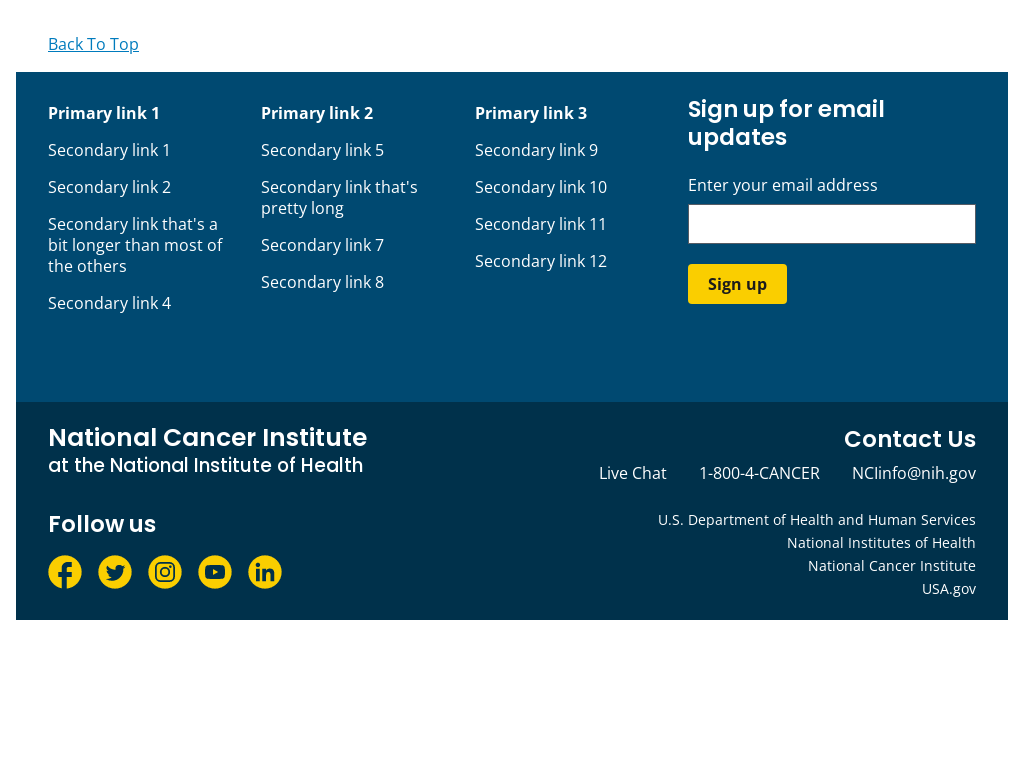 Back To Top
Primary link 1
Secondary link 1
Secondary link 2
Secondary link that's a
bit longer than most of
the others
Secondary link 4
Primary link 2
Secondary link 5
Secondary link that's
pretty long
Secondary link 7
Secondary link 8
Primary link 3
Secondary link 9
Secondary link 10
Secondary link 11
Secondary link 12
Sign up for email
updates
Enter your email address
Sign up
National Cancer Institute
at the National Institute of Health
Follow us
Contact Us
Live Chat 1-800-4-CANCER NCIinfo@nih.gov
U.S. Department of Health and Human Services
National Institutes of Health
National Cancer Institute
USA.gov